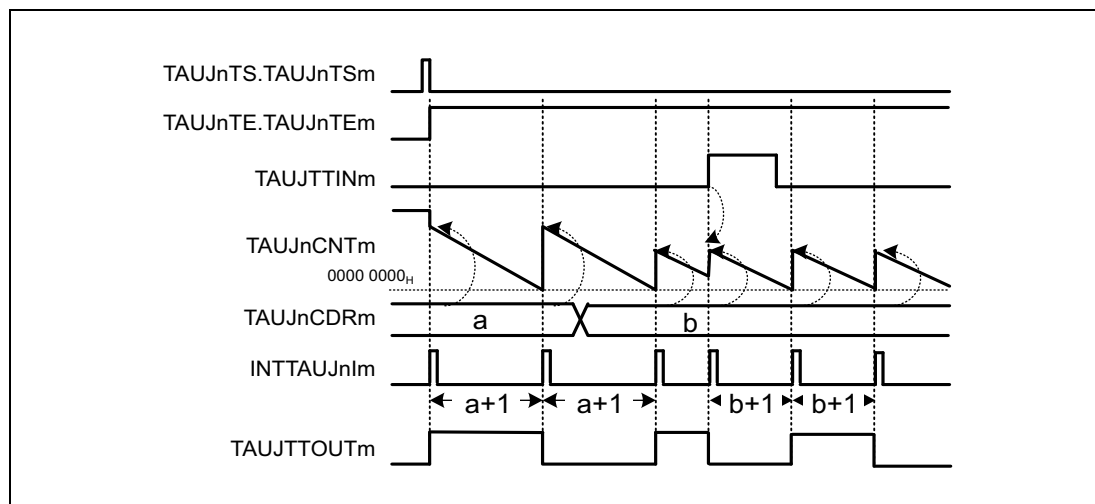 TAUJnTS.TAUJnTSm
TAUJnTE.TAUJnTEm
TAUJTTINm
TAUJnCNTm
0000 0000H
TAUJnCDRm
a
b
INTTAUJnIm
a+1
a+1
b+1
b+1
TAUJTTOUTm